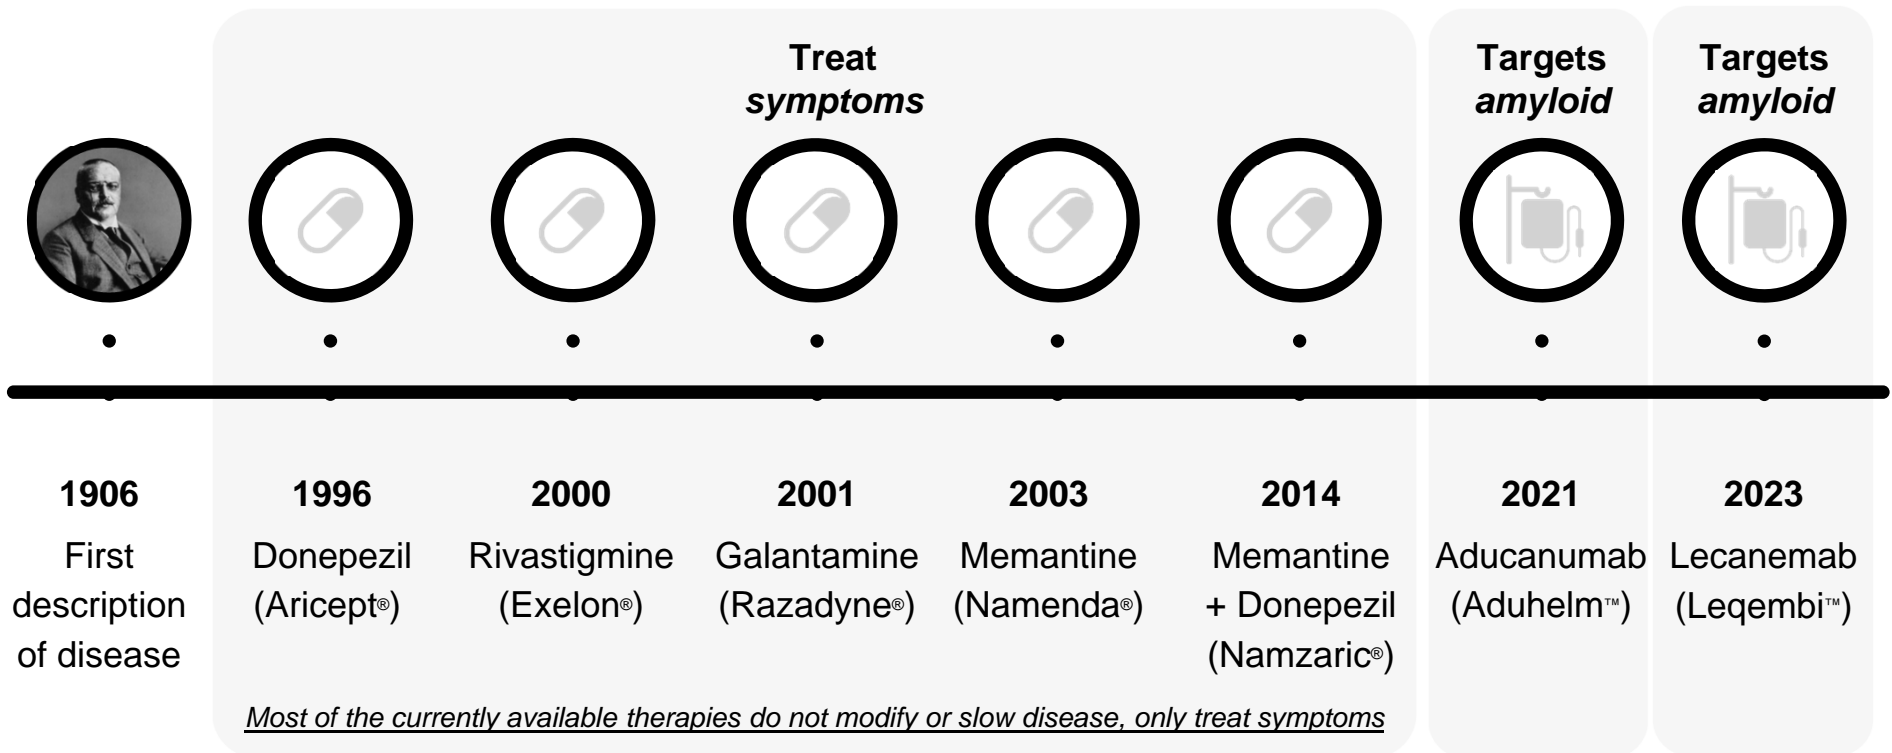 Treat
symptoms
Targets
amyloid
Targets
amyloid
1906
First
description
of disease
1996
Donepezil
(Aricept®)
2000
Rivastigmine
(Exelon®)
2001
Galantamine
(Razadyne®)
2003
Memantine
(Namenda®)
2014
Memantine
+ Donepezil
(Namzaric®)
2021
Aducanumab
(Aduhelm™)
2023
Lecanemab
(Leqembi™)
Most of the currently available therapies do not modify or slow disease, only treat symptoms